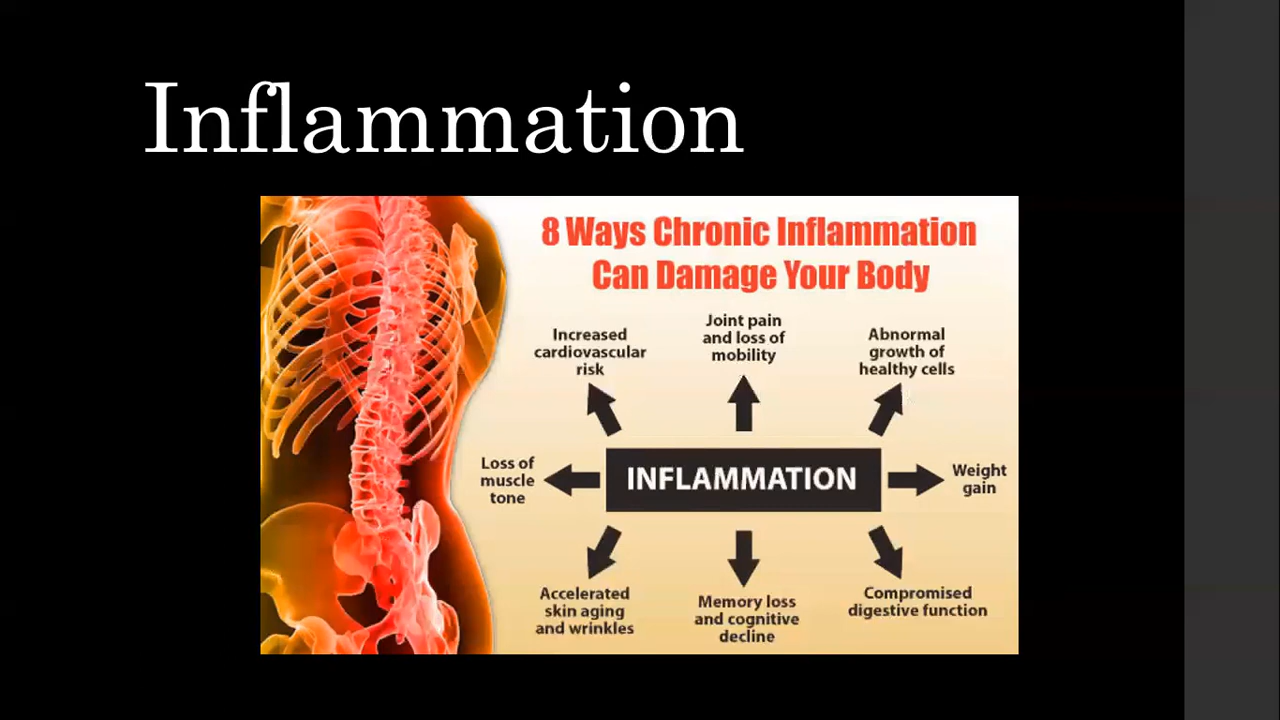 Inflammation
8 Ways Chronic Inflammation
Can Damage Your Body
Increased
cardiovascular
risk
Joint pain
and loss of
mobility
Abnormal
growth of
healthy cells
Loss of
muscle
tone
INFLAMMATION
Weight
gain
Accelerated
skin aging
and wrinkles
Memory loss
and cognitive
decline
Compromised
digestive function